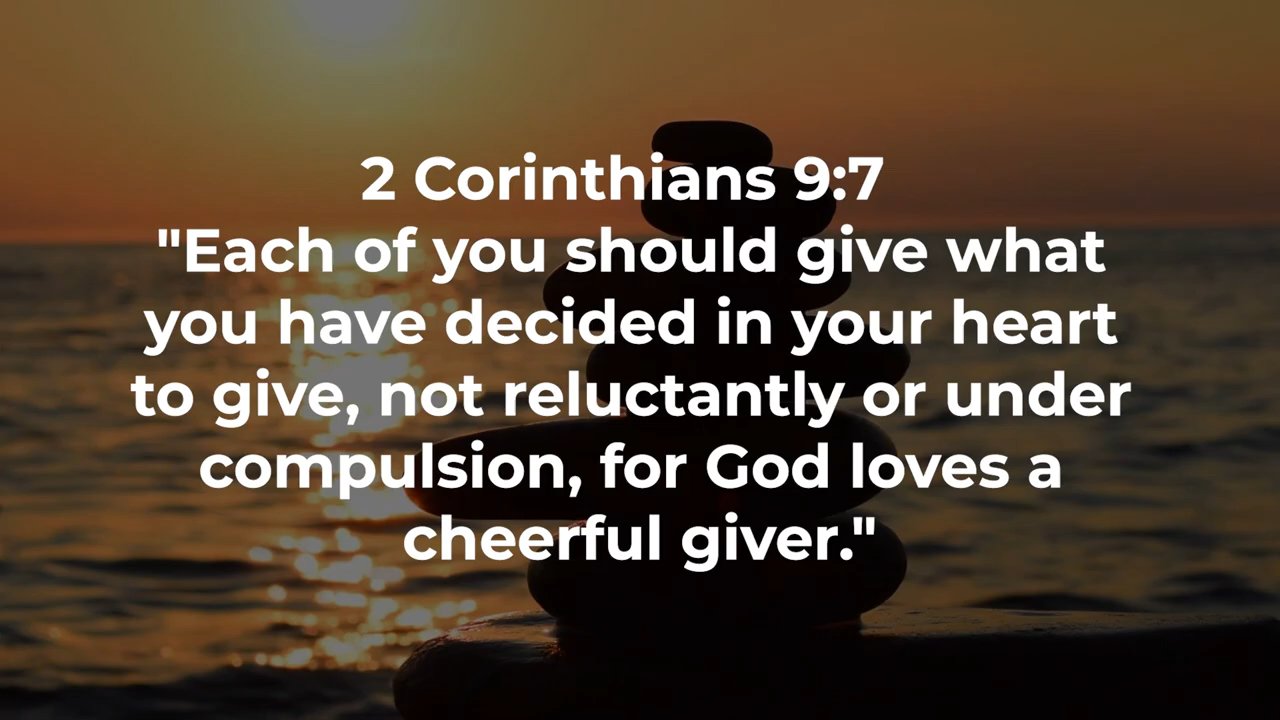 2 Corinthians 9:7
"Each of you should give what
you have decided in your heart
to give, not reluctantly or under
compulsion, for God loves a
cheerful giver."